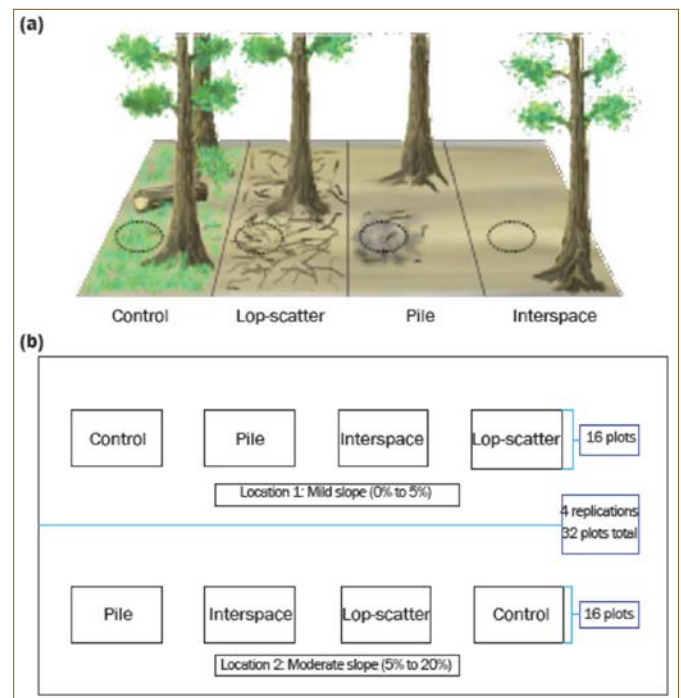 (a)
Control Lop-scatter Pile Interspace
(b)
Control Pile Interspace Lop-scatter 16 plots
Location 1: Mild slope (0% to 5%)
4 replications
32 plots total
Pile Interspace Lop-scatter Control 16 plots
Location 2: Moderate slope (5% to 20%)